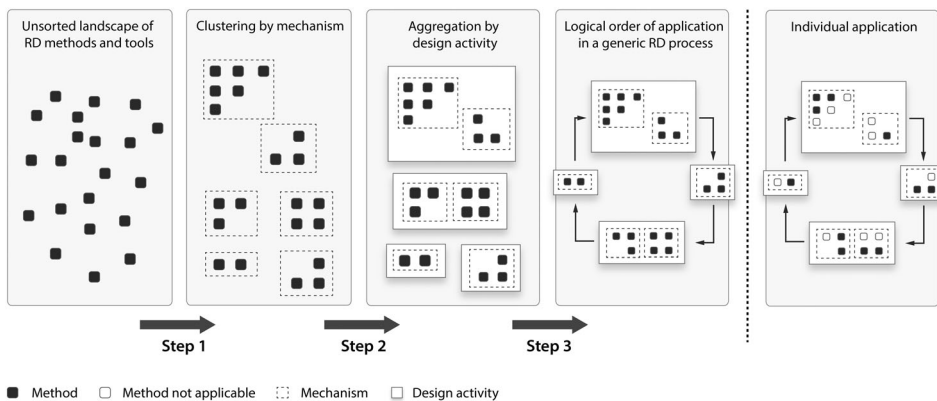 Unsorted landscape of
RD methods and tools
Clustering by mechanism
Aggregation by
design activity
Logical order of application
in a generic RD process
Individual application
Step 1
Step 2
Step 3
Method
Method not applicable
Mechanism
Design activity